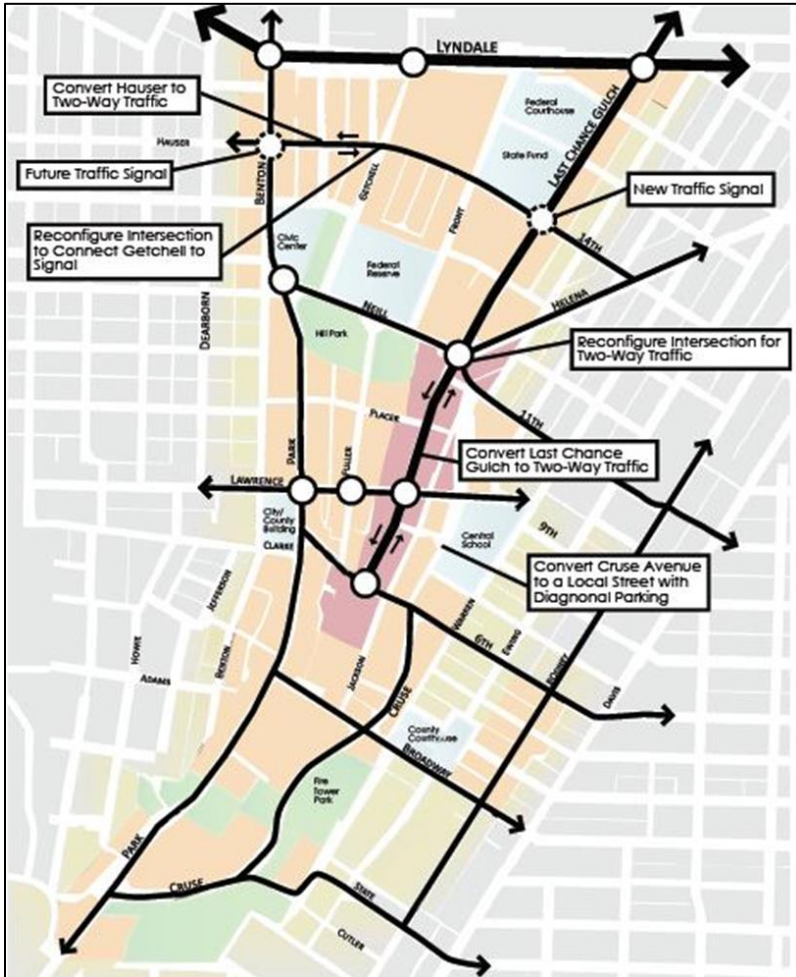 LYNDALE
Convert Hauser to
Two-Way Traffic
Federal
Courthouse
LAST CHANCE GULCH
HAUSER
State Fund
Future Traffic Signal
BENTON
GETCHELL
New Traffic Signal
FRONT
Reconfigure Intersection
to Connect Getchell to
Signal
Civic
Center
14TH
Federal
Reserve
HELENA
DEARBORN
NEILL
Hill Park
Reconfigure Intersection for
Two-Way Traffic
PLACER
11TH
PARK
FULLER
Convert Last Chance
Gulch to Two-Way Traffic
LAWRENCE
City/
County
Building
CLARKE
Central
School
9TH
Convert Cruse Avenue
to a Local Street with
Diagnonal Parking
JEFFERSON
WARREN
HOWIE
BENTON
6TH
EWING
RODNEY
ADAMS
JACKSON
CRUSE
DAVIS
County
Courthouse
BROADWAY
Fire
Tower
Park
PARK
CRUSE
STATE
CUTLER